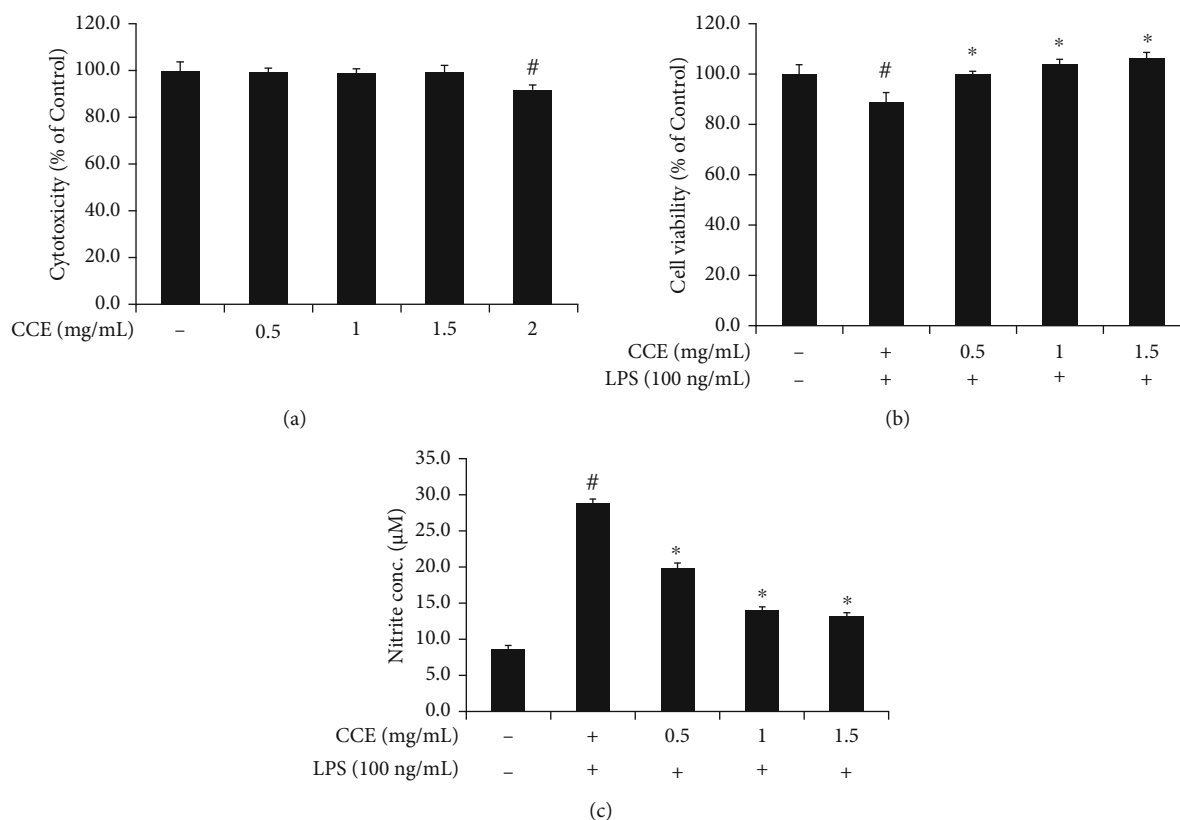 120.0
#
100.0
80.0
60.0
40.0
20.0
0.0
Cytotoxicity (% of Control)
CCE (mg/mL) – 0.5 1 1.5 2
(a)
120.0
# * * *
100.0
80.0
60.0
40.0
20.0
0.0
Cell viability (% of Control)
CCE (mg/mL) – + 0.5 1 1.5
LPS (100 ng/mL) – + + + +
(b)
35.0
# * * *
30.0
25.0
20.0
15.0
10.0
5.0
0.0
Nitrite conc. (µM)
CCE (mg/mL) – + 0.5 1 1.5
LPS (100 ng/mL) – + + + +
(c)